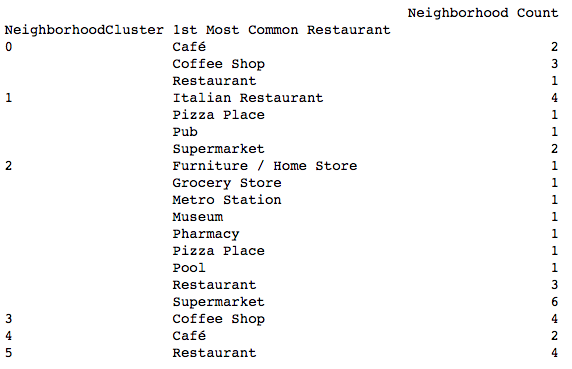 Neighborhood Count
NeighborhoodCluster 1st Most Common Restaurant
0 Café 2
Coffee Shop 3
Restaurant 1
1 Italian Restaurant 4
Pizza Place 1
Pub 1
Supermarket 2
2 Furniture / Home Store 1
Grocery Store 1
Metro Station 1
Museum 1
Pharmacy 1
Pizza Place 1
Pool 1
Restaurant 3
Supermarket 6
3 Coffee Shop 4
4 Café 2
5 Restaurant 4